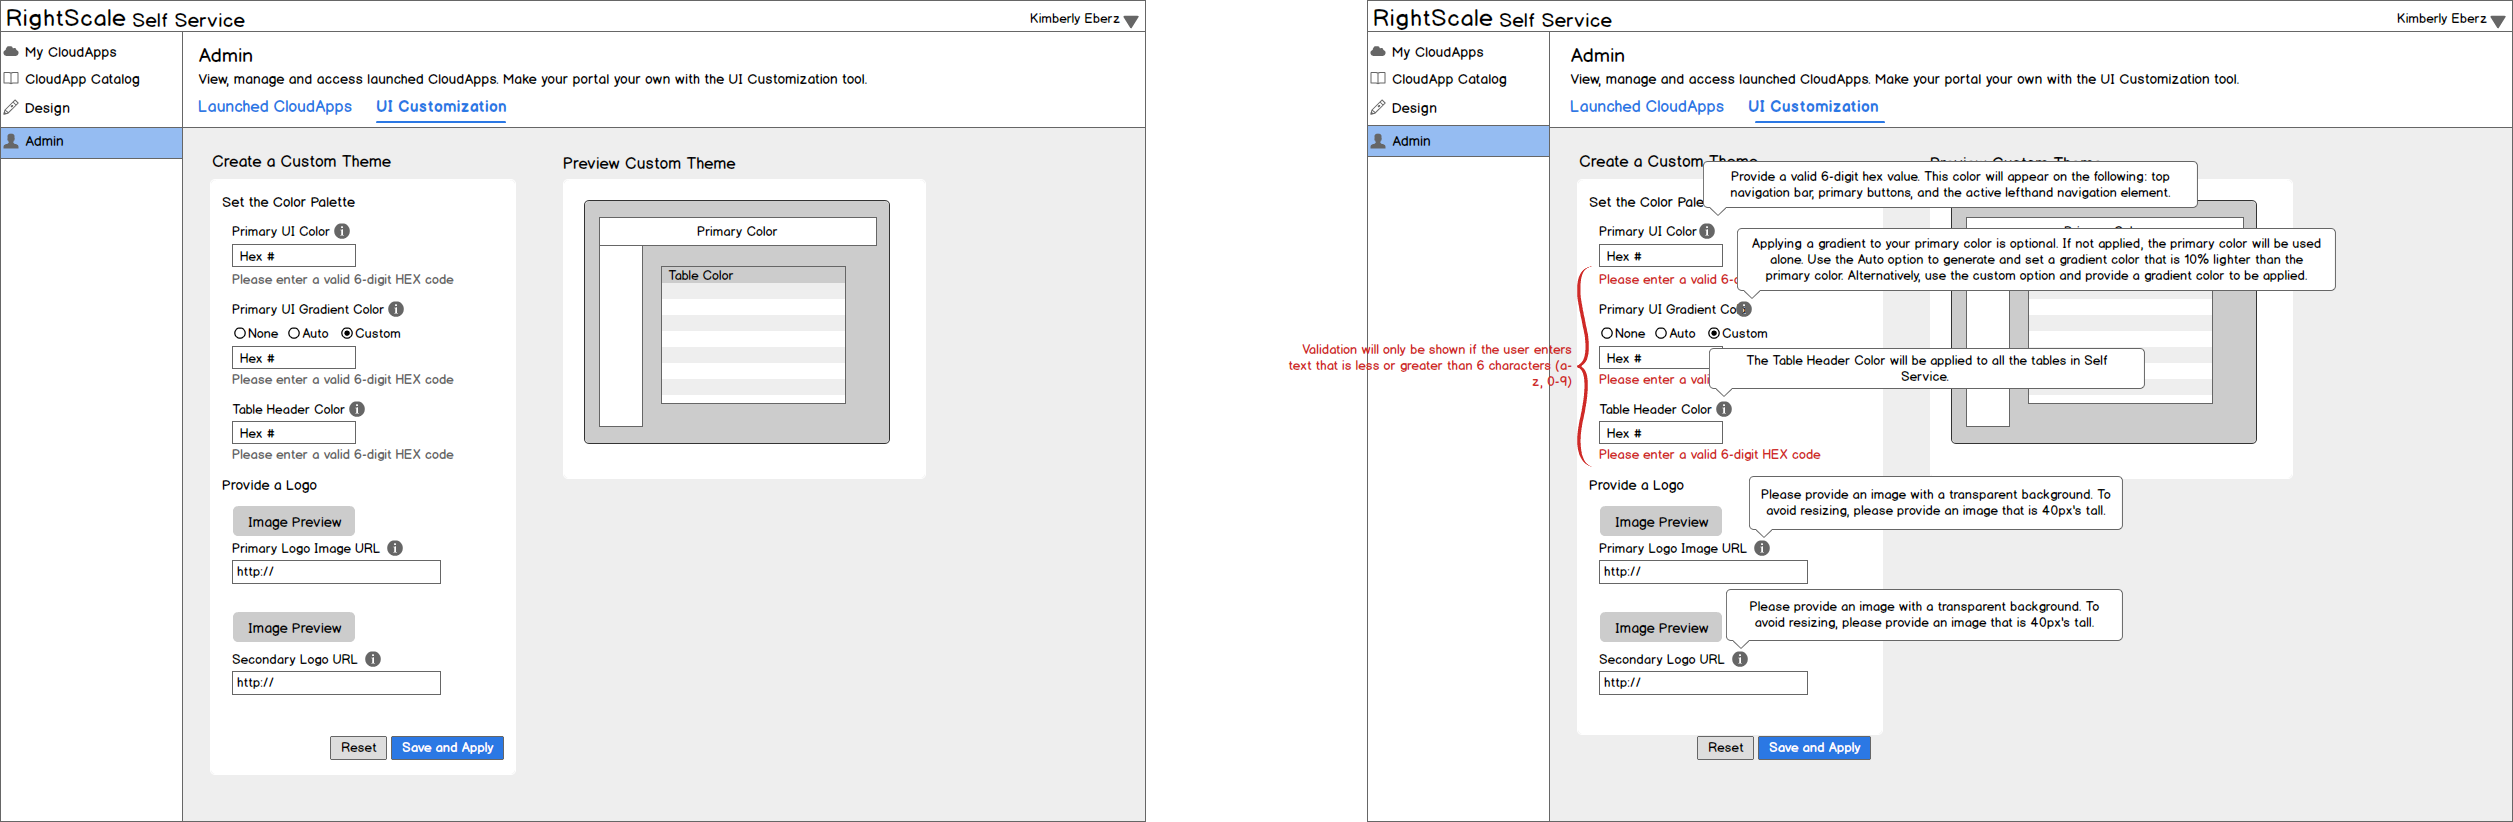 RightScale Self Service
Kimberly Eberz
My CloudApps
CloudApp Catalog
Design
Admin
Admin
View, manage and access launched CloudApps. Make your portal your own with the UI Customization tool.
Launched CloudApps
UI Customization
Create a Custom Theme
Set the Color Palette
Primary UI Color
Hex #
Please enter a valid 6-digit HEX code
Primary UI Gradient Color
None Auto Custom
Hex #
Please enter a valid 6-digit HEX code
Table Header Color
Hex #
Please enter a valid 6-digit HEX code
Provide a Logo
Image Preview
Primary Logo Image URL
http://
Image Preview
Secondary Logo URL
http://
Reset
Save and Apply
Preview Custom Theme
Primary Color
Table Color
RightScale Self Service
Kimberly Eberz
My CloudApps
CloudApp Catalog
Design
Admin
Admin
View, manage and access launched CloudApps. Make your portal your own with the UI Customization tool.
Launched CloudApps
UI Customization
Create a Custom Theme
Provide a valid 6-digit hex value. This color will appear on the following: top
navigation bar, primary buttons, and the active lefthand navigation element.
Set the Color Pale
Primary UI Color
Hex #
Please enter a valid 6-
Applying a gradient to your primary color is optional. If not applied, the primary color will be used
alone. Use the Auto option to generate and set a gradient color that is 10% lighter than the
primary color. Alternatively, use the custom option and provide a gradient color to be applied.
Primary UI Gradient Co
None Auto Custom
Hex #
Please enter a vali
Validation will only be shown if the user enters
text that is less or greater than 6 characters (a-
z, 0-9)
The Table Header Color will be applied to all the tables in Self
Service.
Table Header Color
Hex #
Please enter a valid 6-digit HEX code
Provide a Logo
Please provide an image with a transparent background. To
avoid resizing, please provide an image that is 40px's tall.
Image Preview
Primary Logo Image URL
http://
Please provide an image with a transparent background. To
avoid resizing, please provide an image that is 40px's tall.
Image Preview
Secondary Logo URL
http://
Reset
Save and Apply